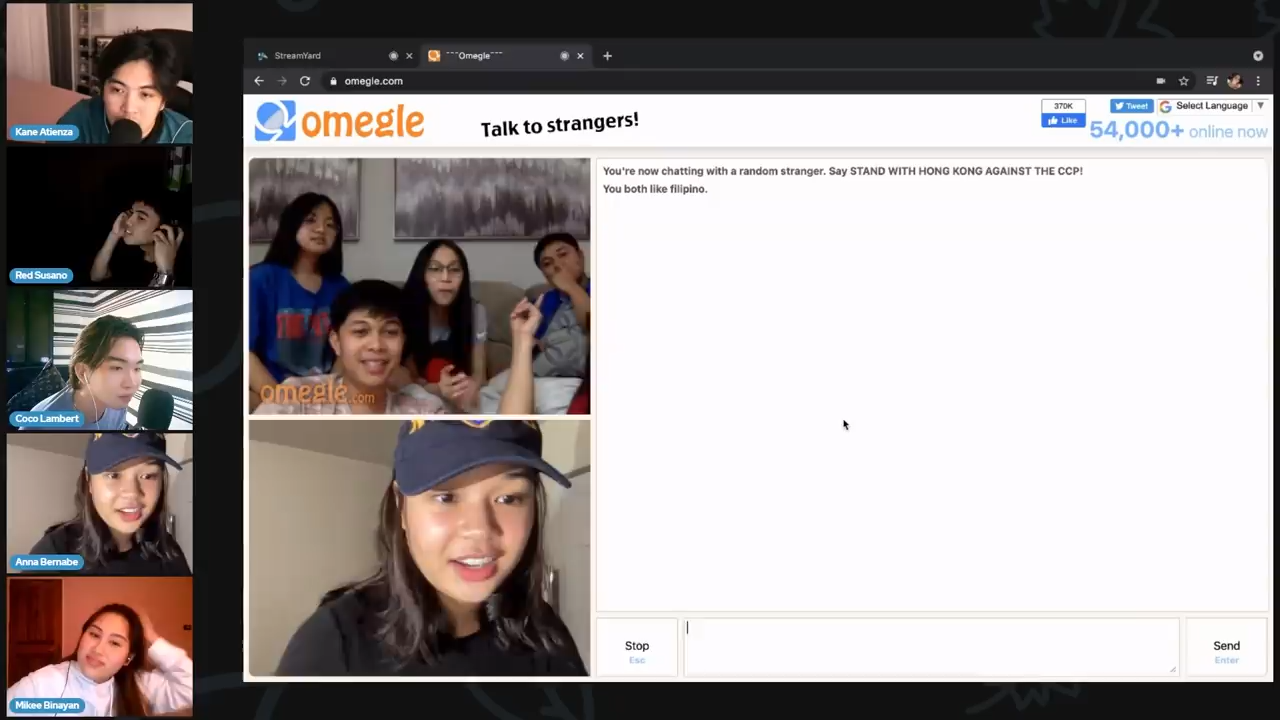 Kane Atienza
Red Susano
Coco Lambert
Anna Bernabe
Mikee Binayan
StreamYard
~~~Omegle~~~
omegle.com
omegle
Talk to strangers!
370K
Like
Tweet
Select Language
54,000+ online now
omegle.com
You're now chatting with a random stranger. Say STAND WITH HONG KONG AGAINST THE CCP!
You both like filipino.
Stop
Esc
Send
Enter